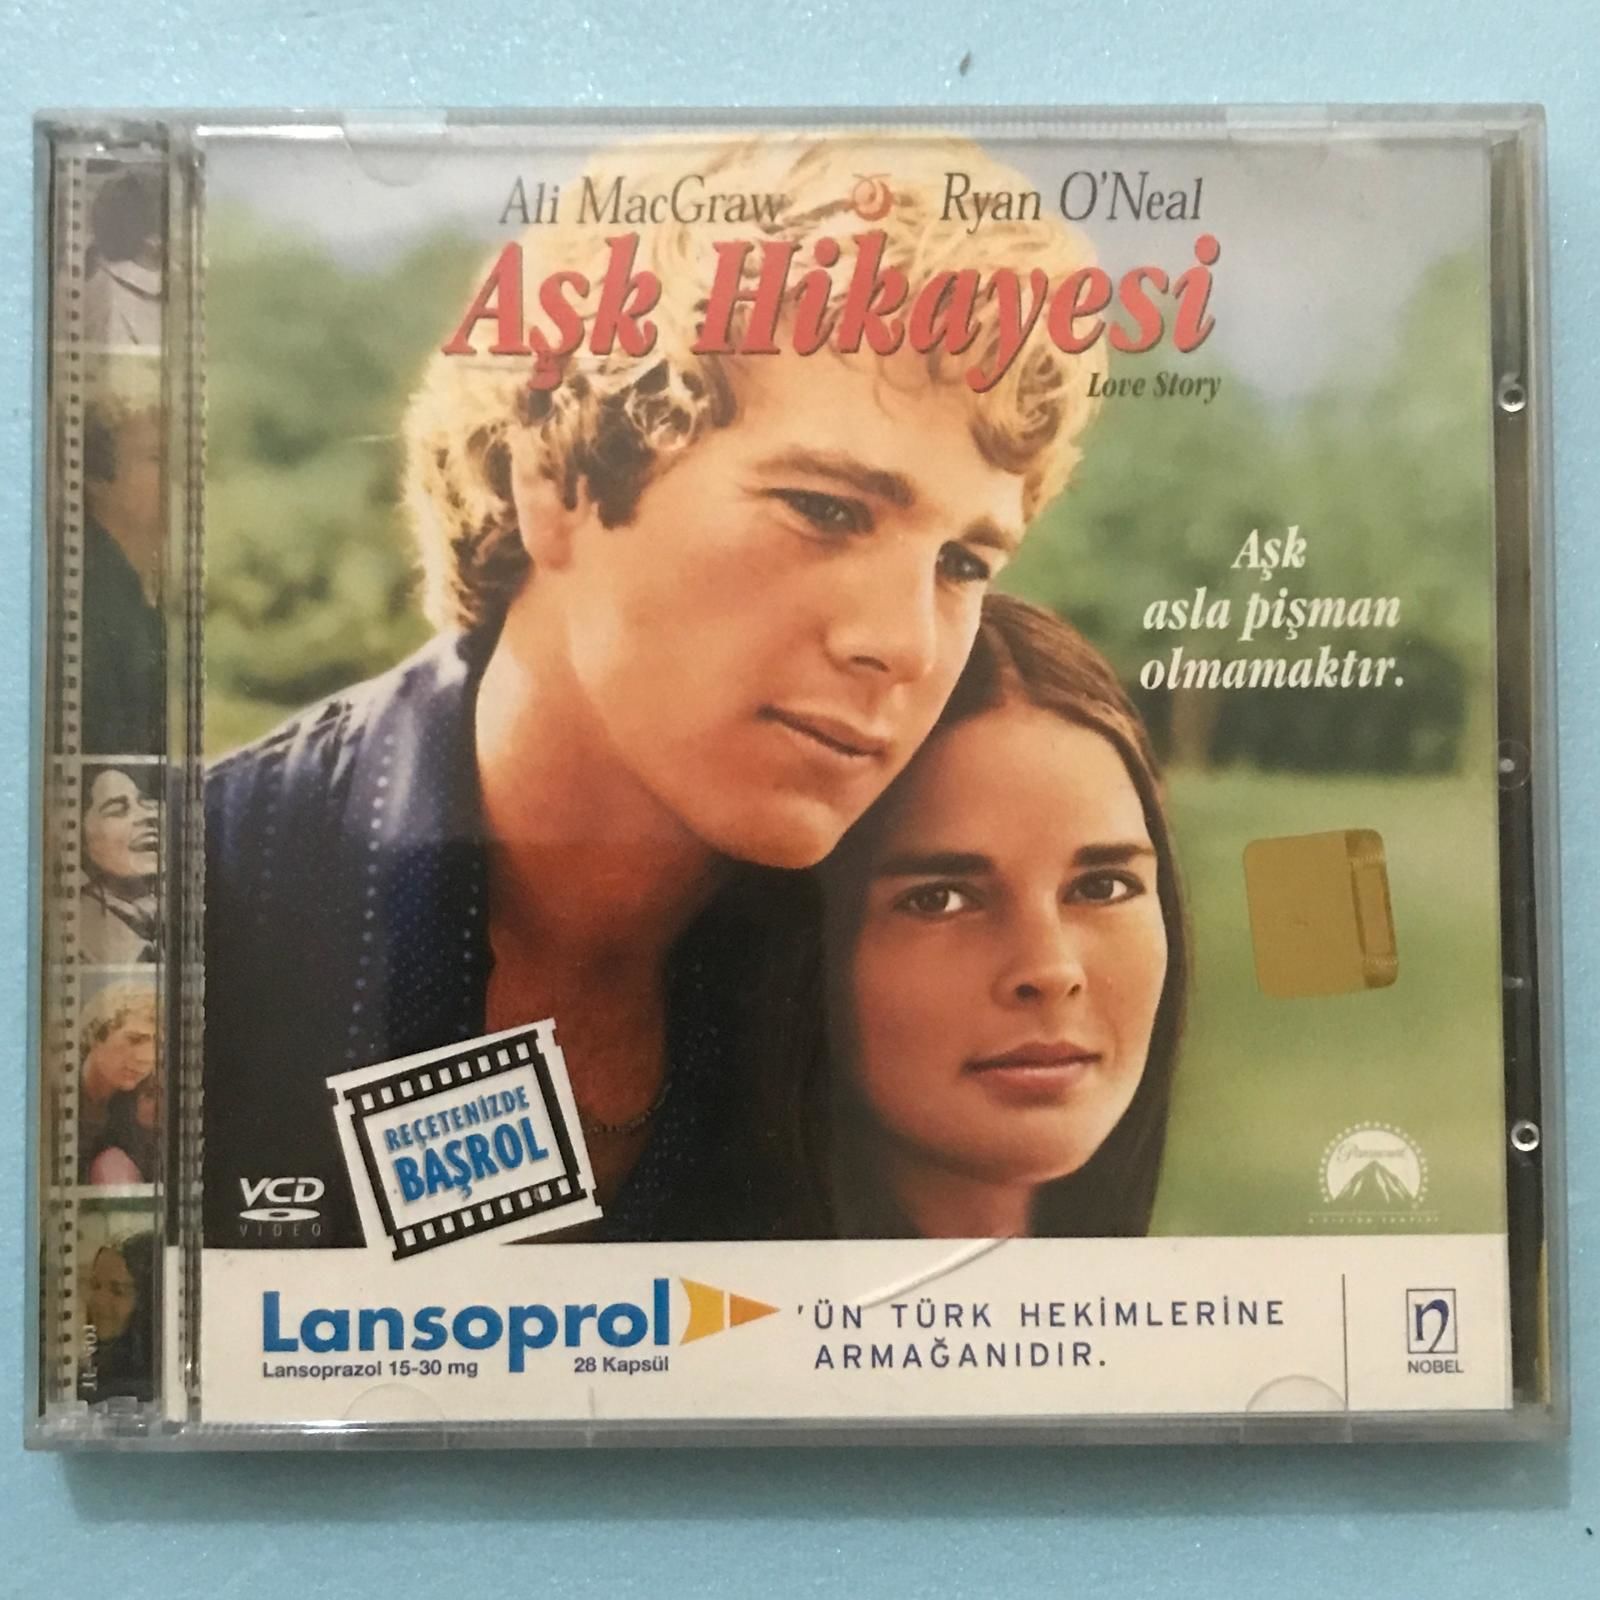 Ali MacGraw Ryan O'Neal
Aşk Hikayesi
Love Story
Aşk
asla pişman
olmamaktır.
REÇETENİZDE
BAŞROL
VCD
VIDEO
Paramount
Lansoprol 'ÜN TÜRK HEKİMLERİNE
ARMAĞANIDIR.
Lansoprazol 15-30 mg 28 Kapsül
n
NOBEL